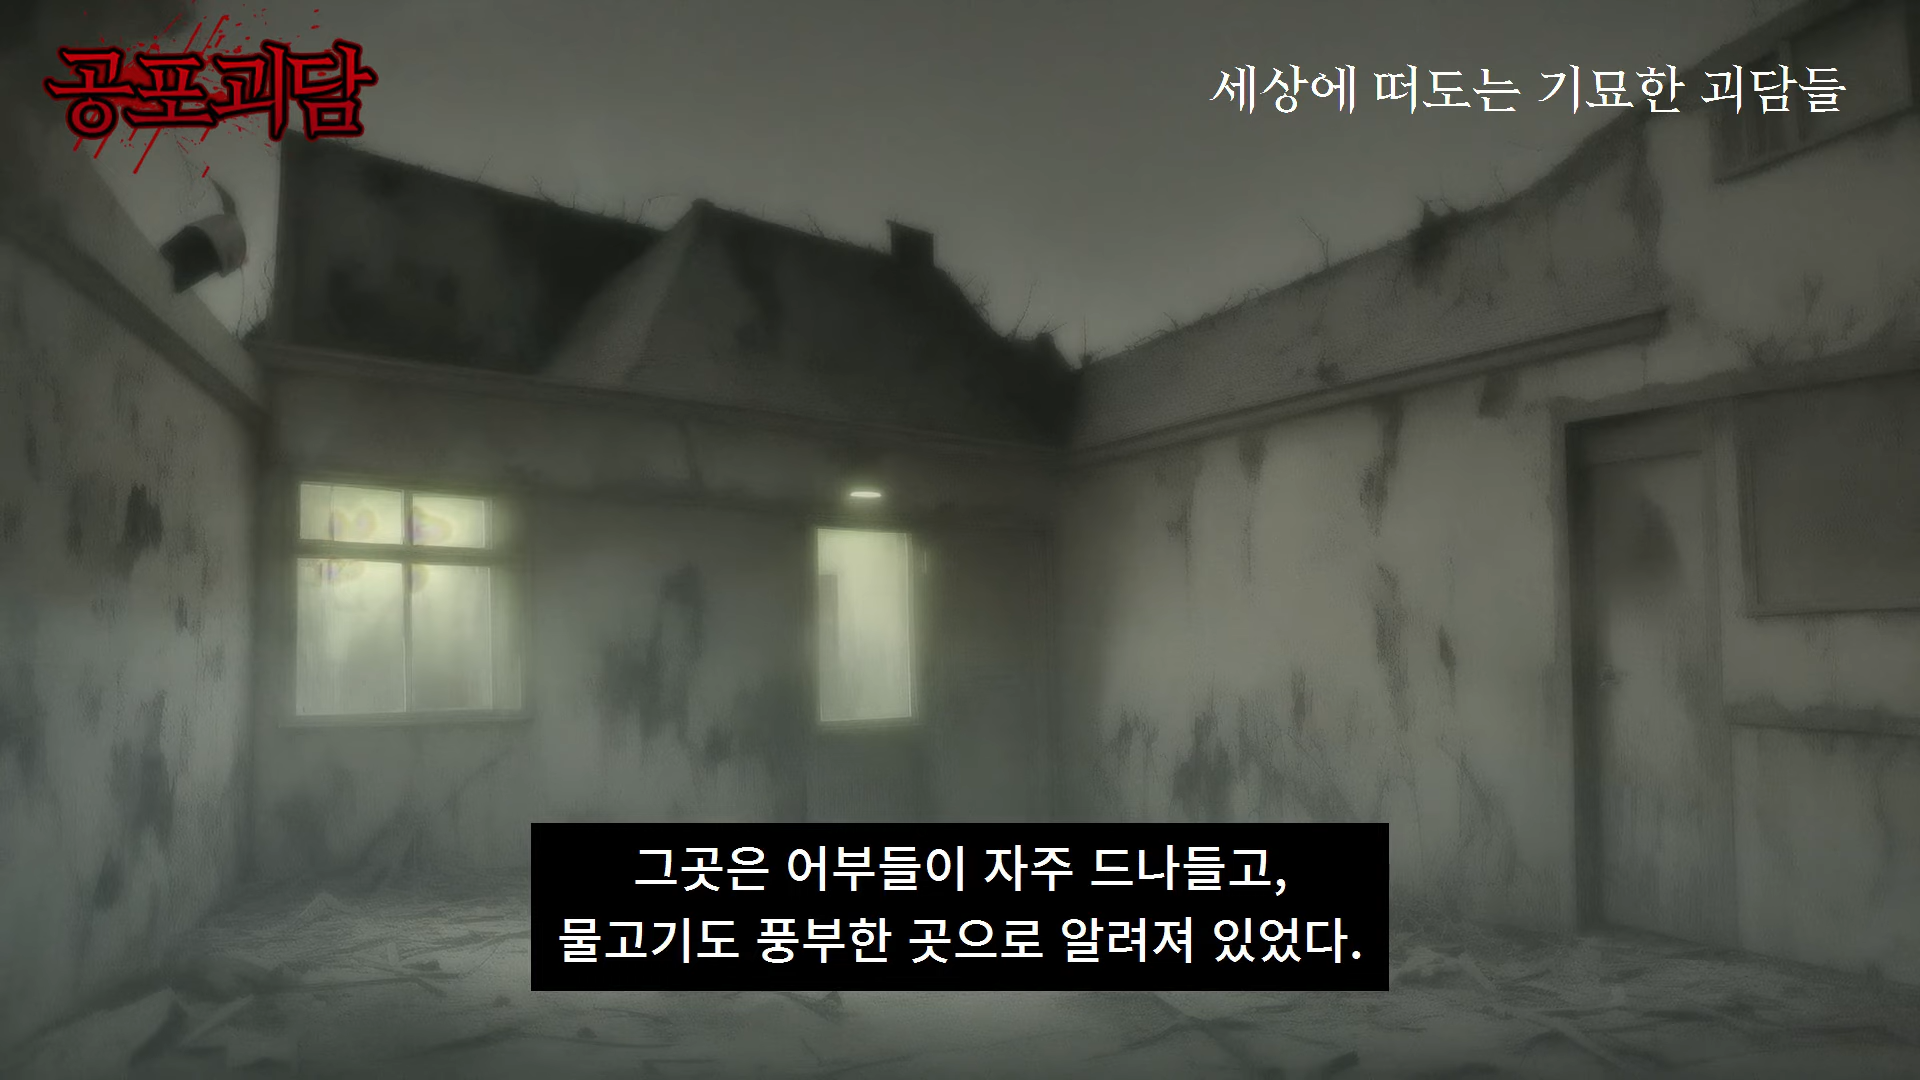 공포괴담
세상에 떠도는 기묘한 괴담들
그곳은 어부들이 자주 드나들고,
물고기도 풍부한 곳으로 알려져 있었다.